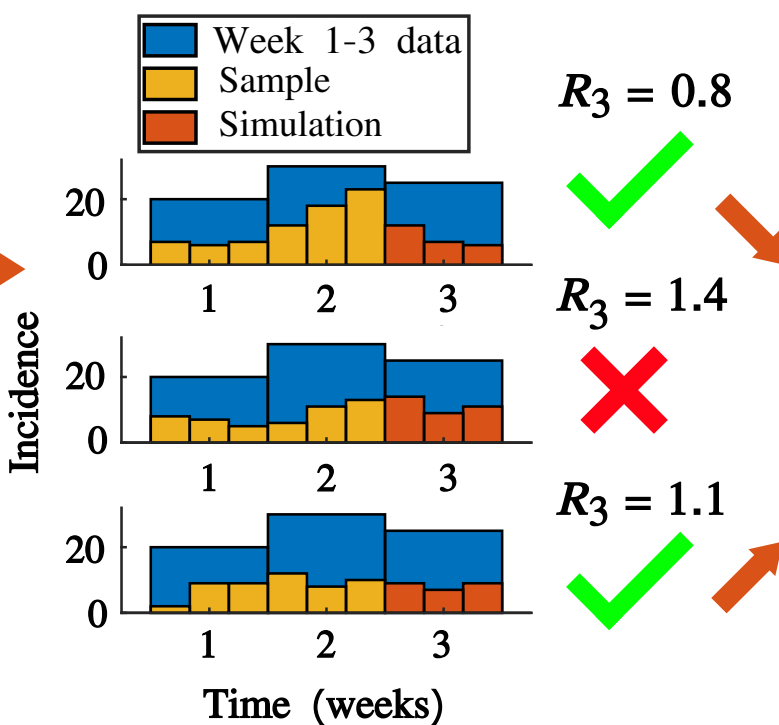 Week 1-3 data
Sample
Simulation
R3 = 0.8
20
0
1 2 3
R3 = 1.4
20
0
1 2 3
R3 = 1.1
20
0
1 2 3
Incidence
Time (weeks)